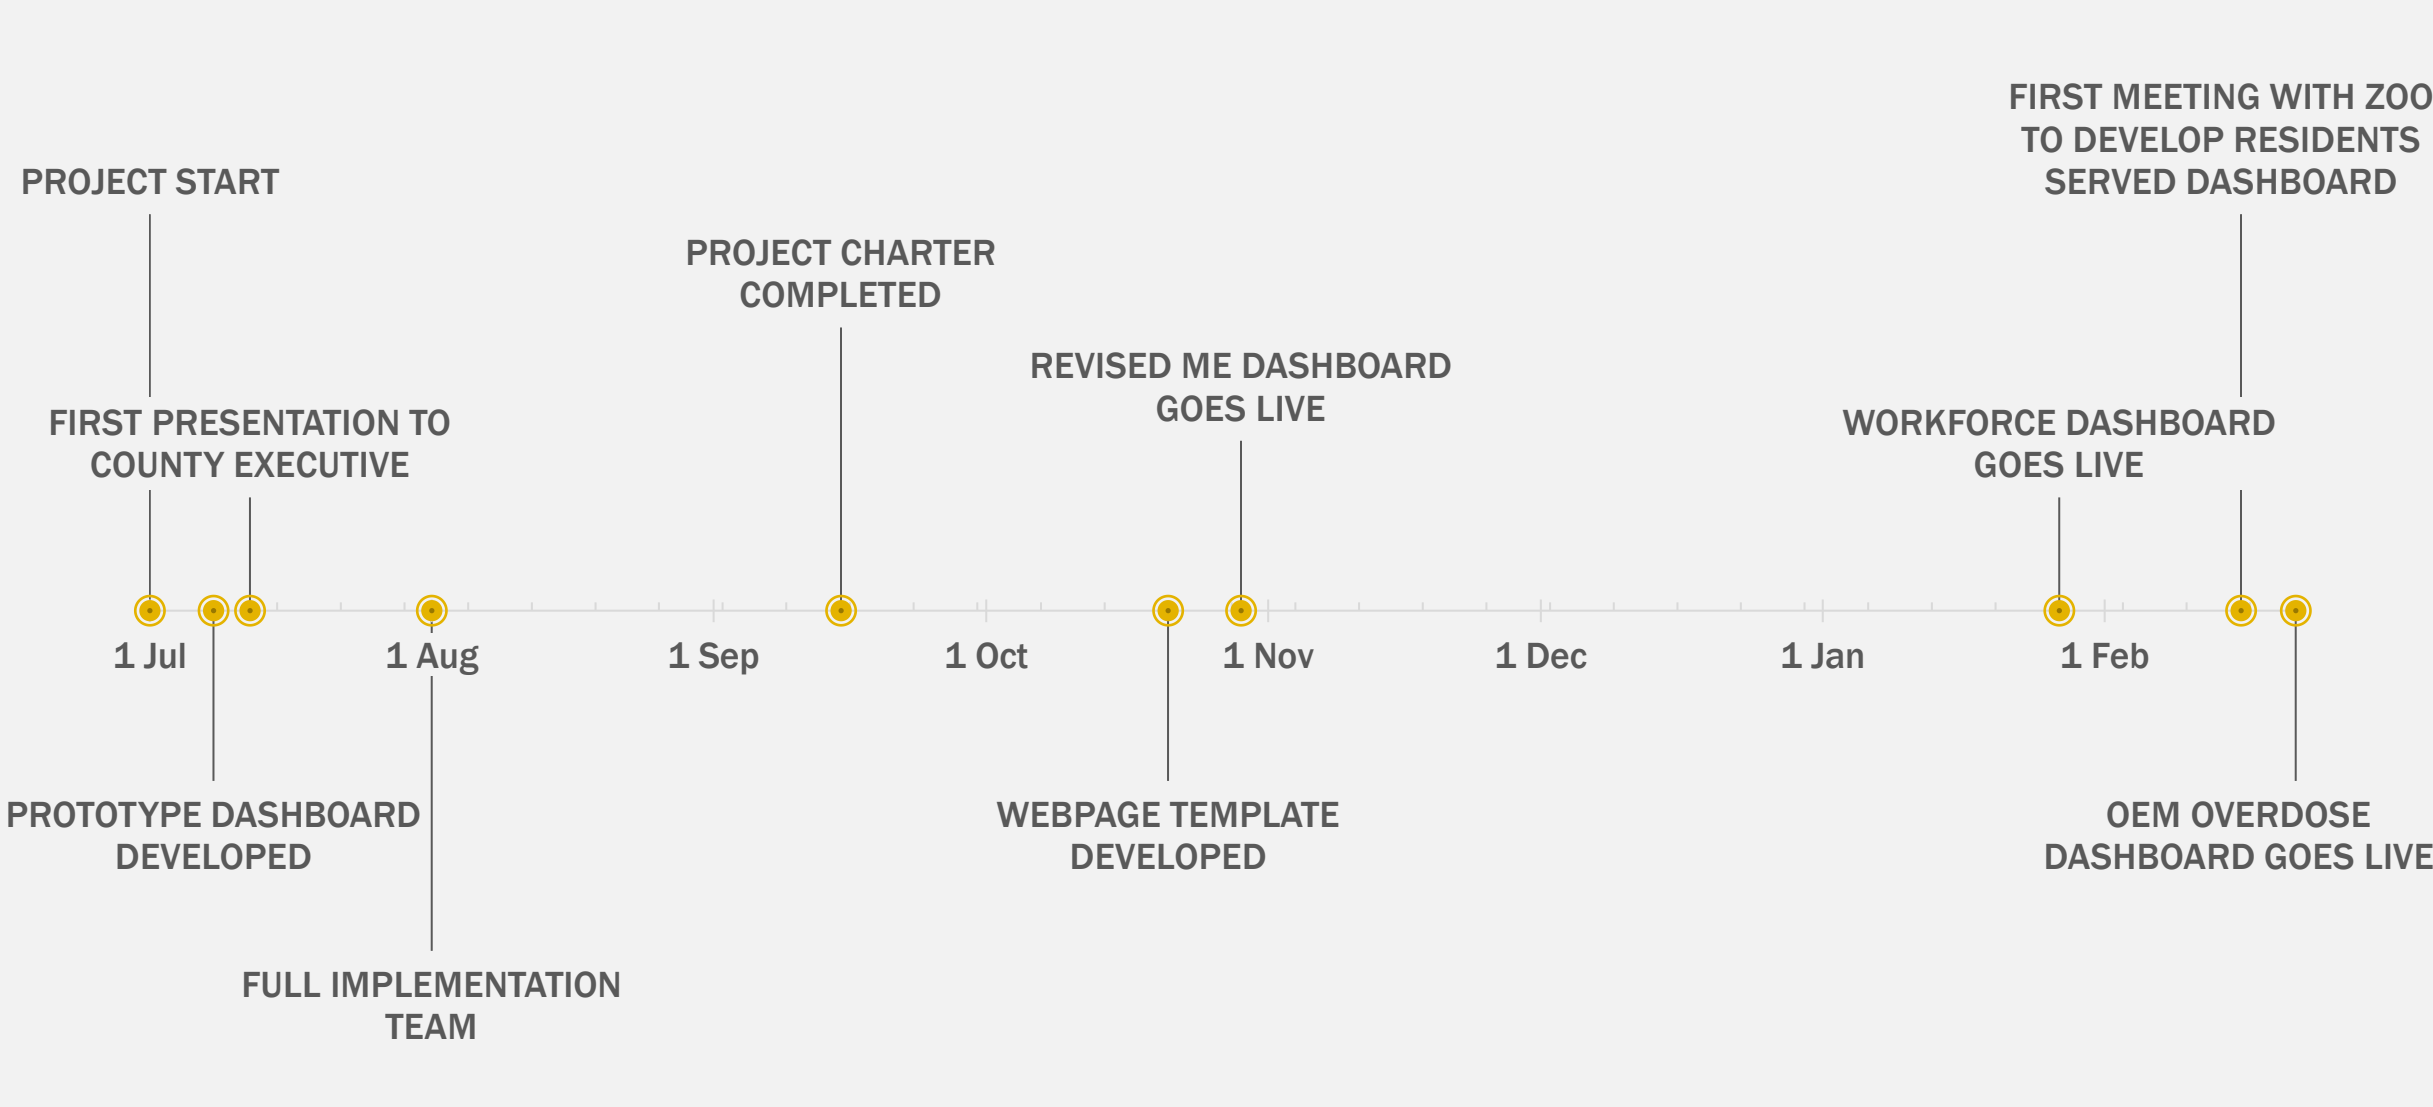 FIRST MEETING WITH ZOO
TO DEVELOP RESIDENTS
SERVED DASHBOARD
PROJECT START
PROJECT CHARTER
COMPLETED
REVISED ME DASHBOARD
GOES LIVE
FIRST PRESENTATION TO
COUNTY EXECUTIVE
WORKFORCE DASHBOARD
GOES LIVE
1 Jul
1 Aug
1 Sep
1 Oct
1 Nov
1 Dec
1 Jan
1 Feb
PROTOTYPE DASHBOARD
DEVELOPED
WEBPAGE TEMPLATE
DEVELOPED
OEM OVERDOSE
DASHBOARD GOES LIVE
FULL IMPLEMENTATION
TEAM